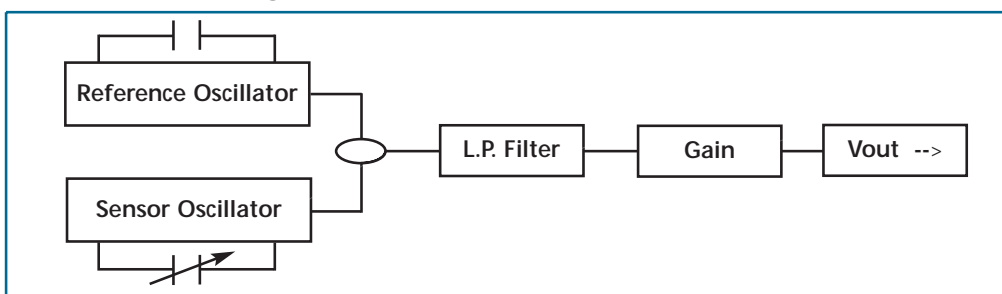 Reference Oscillator
L.P. Filter
Gain
Vout -->
Sensor Oscillator